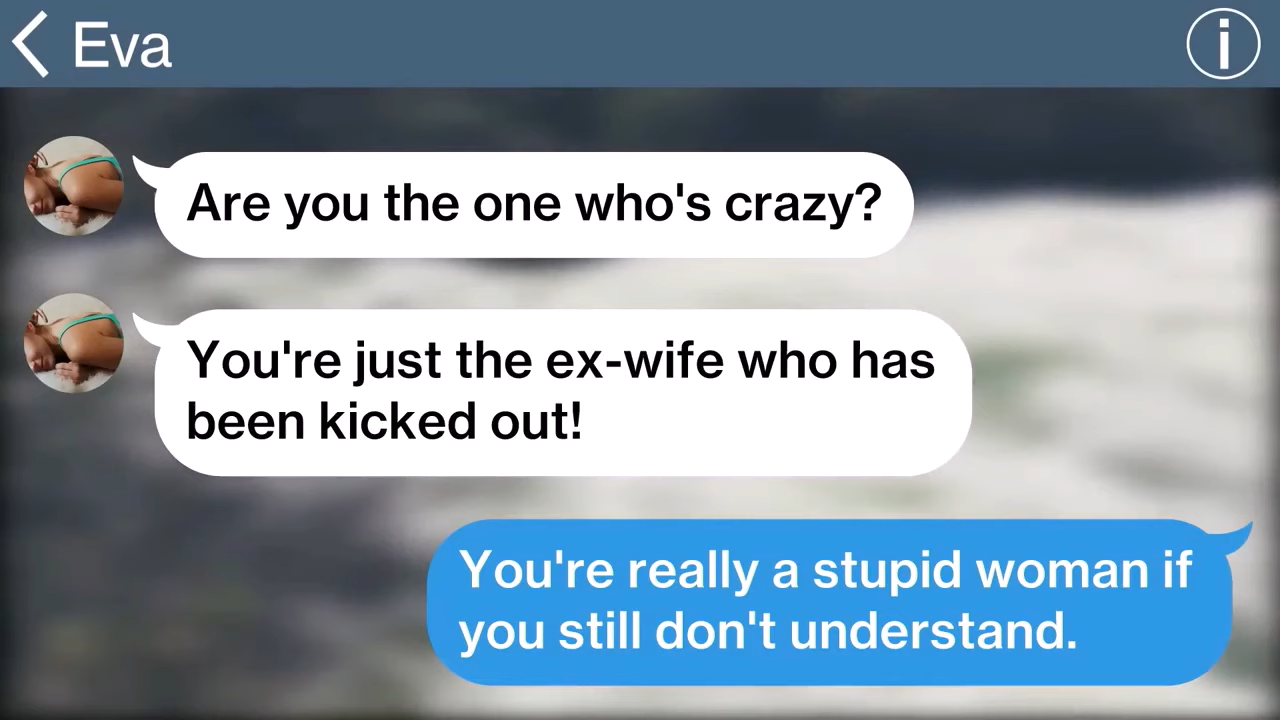 Eva
Are you the one who's crazy?
You're just the ex-wife who has
been kicked out!
You're really a stupid woman if
you still don't understand.